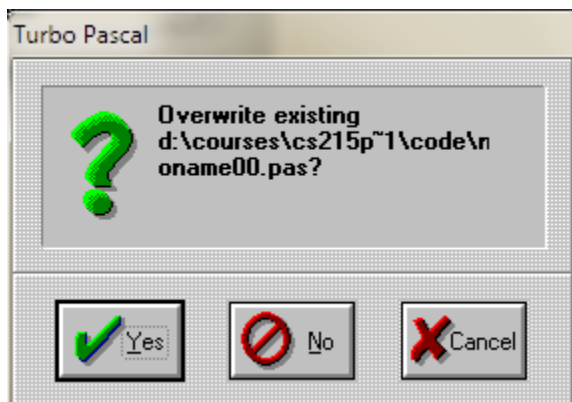 Turbo Pascal
Overwrite existing
d:\courses\cs215p~1\code\n
oname00.pas?
Yes No Cancel